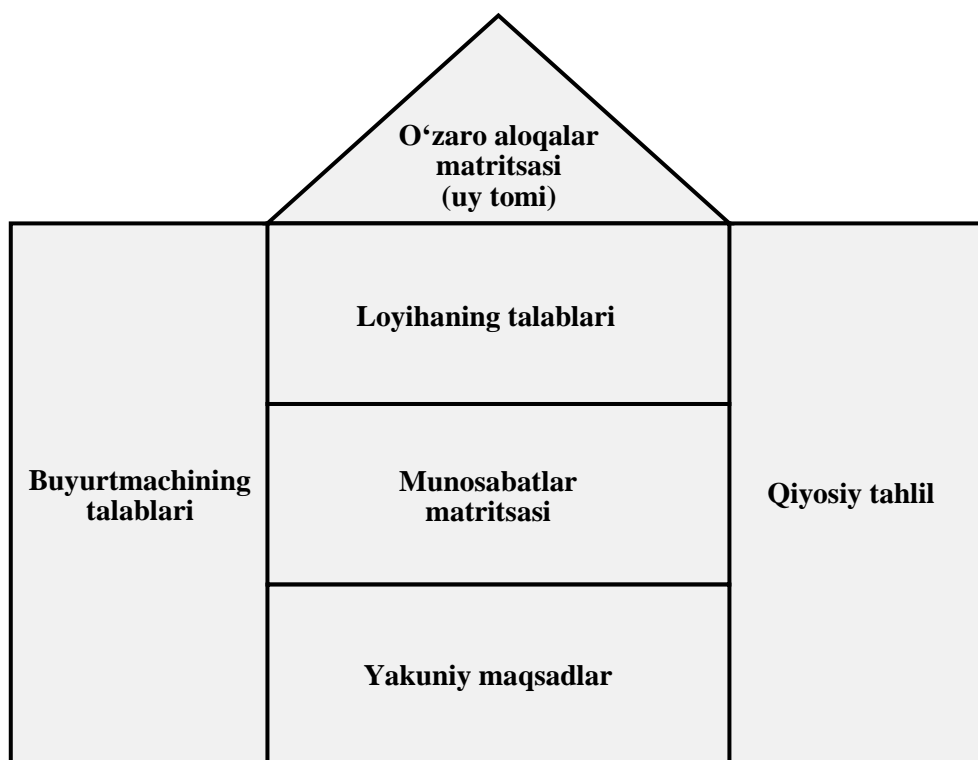 O‘zaro aloqalar
matritsasi
(uy tomi)
Loyihaning talablari
Buyurtmachining
talablari
Munosabatlar
matritsasi
Qiyosiy tahlil
Yakuniy maqsadlar